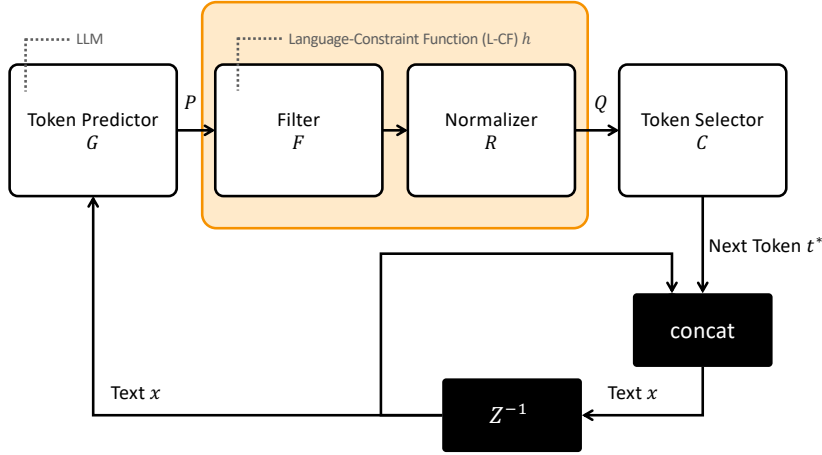 LLM
Language-Constraint Function (L-CF) h
Token Predictor
G
P
Filter
F
Normalizer
R
Q
Token Selector
C
Next Token t*
concat
Text x
Z⁻¹
Text x